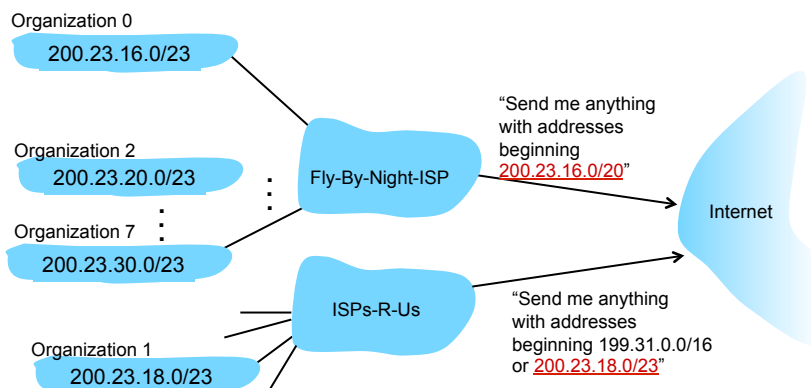 Organization 0
200.23.16.0/23
Organization 2
200.23.20.0/23
Organization 7
200.23.30.0/23
Organization 1
200.23.18.0/23
Fly-By-Night-ISP
ISPs-R-Us
“Send me anything
with addresses
beginning
200.23.16.0/20”
“Send me anything
with addresses
beginning 199.31.0.0/16
or 200.23.18.0/23”
Internet